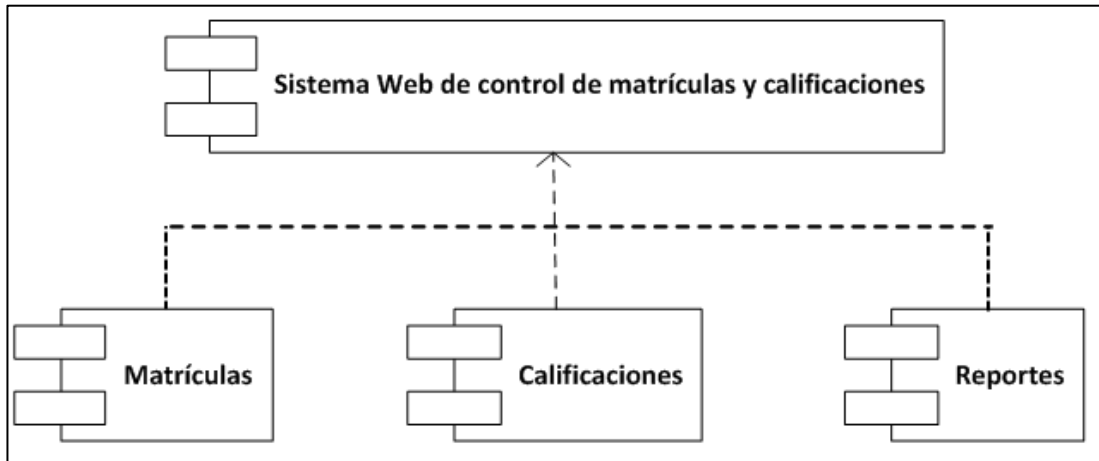 Sistema Web de control de matrículas y calificaciones
Matrículas
Calificaciones
Reportes